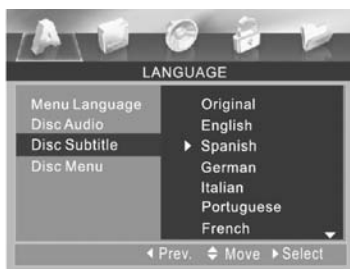 LANGUAGE
Menu Language
Disc Audio
Disc Subtitle
Disc Menu
Original
English
Spanish
German
Italian
Portuguese
French
Prev. Move Select